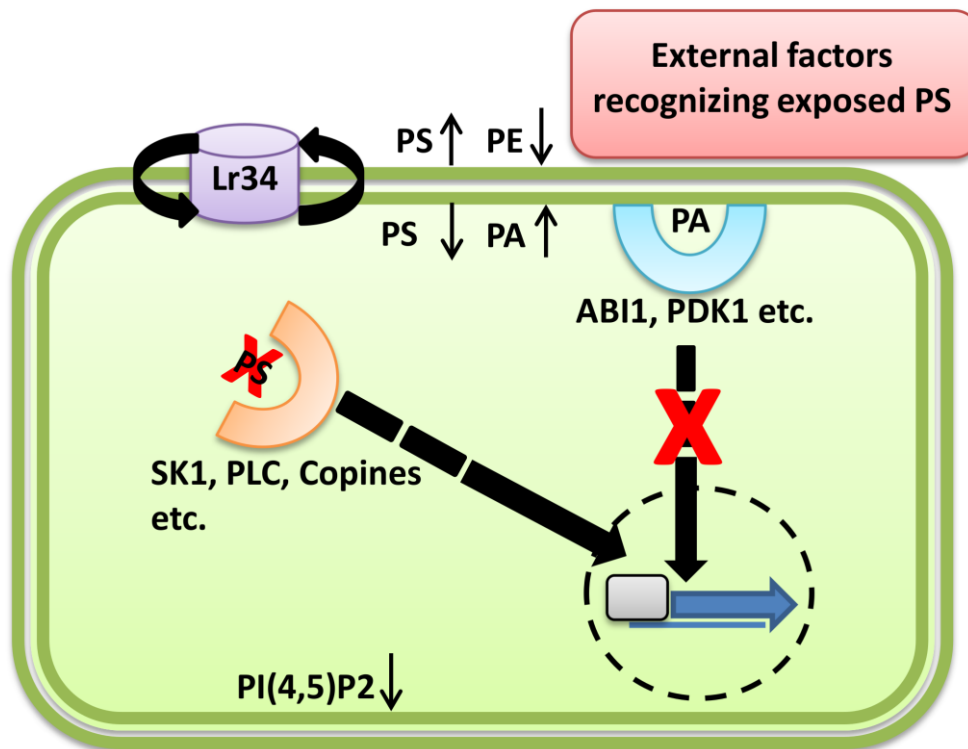 External factors
recognizing exposed PS
PS↑ PE↓
Lr34
PS↓ PA↑
PA
ABI1, PDK1 etc.
PS
SK1, PLC, Copines
etc.
PI(4,5)P2↓